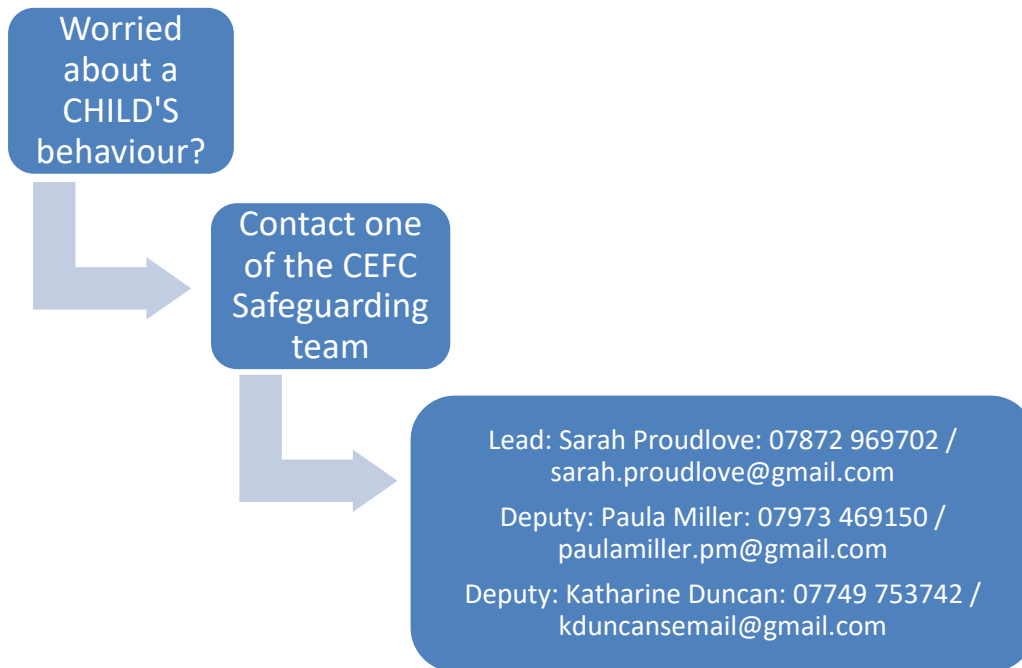 Worried
about a
CHILD'S
behaviour?
Contact one
of the CEFC
Safeguarding
team
Lead: Sarah Proudlove: 07872 969702 /
sarah.proudlove@gmail.com
Deputy: Paula Miller: 07973 469150 /
paulamiller.pm@gmail.com
Deputy: Katharine Duncan: 07749 753742 /
kduncansemail@gmail.com